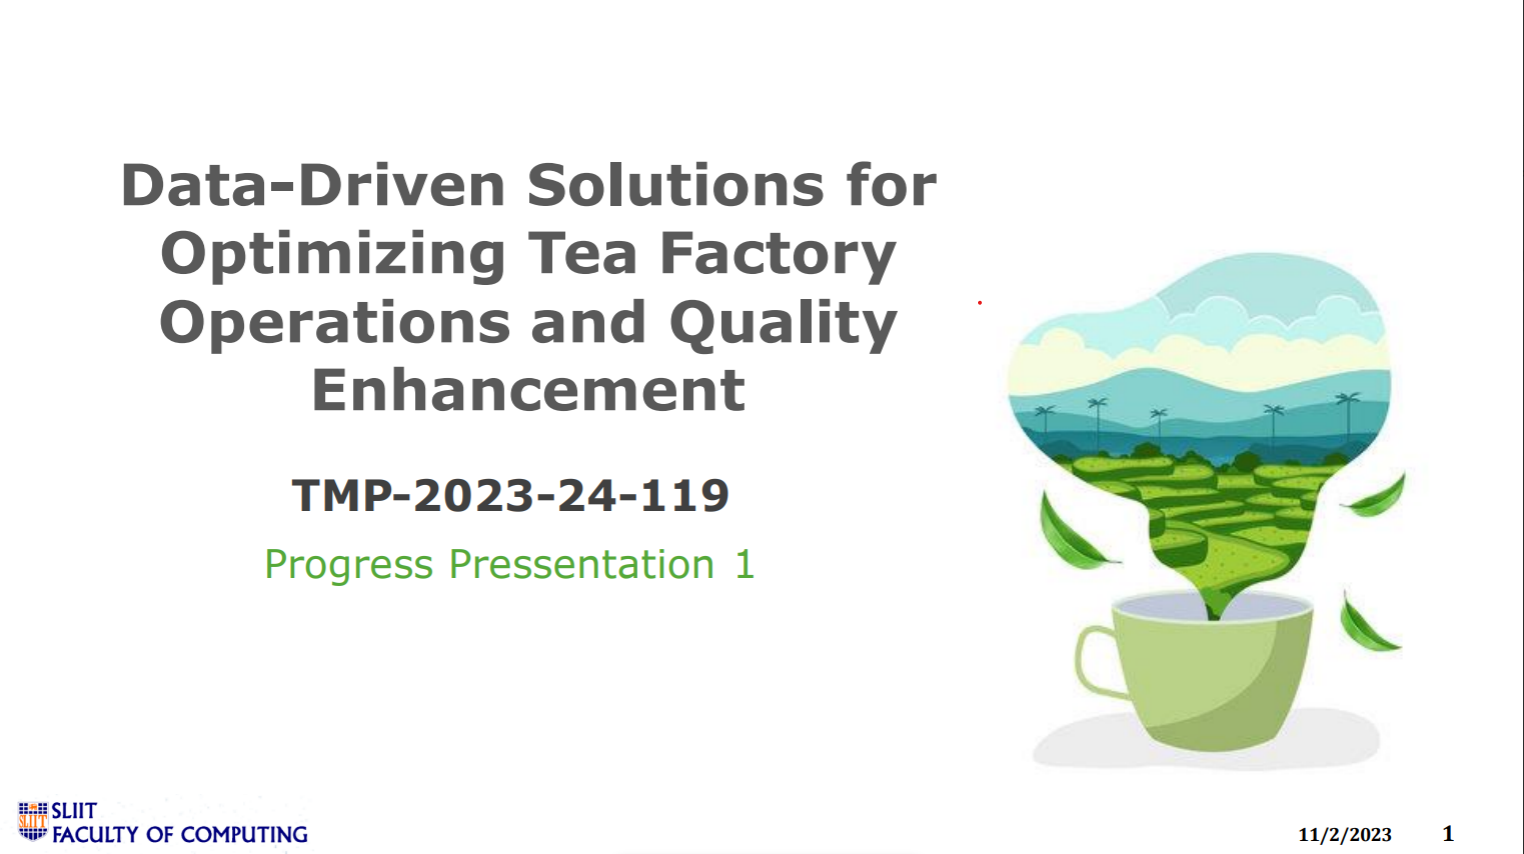 Data-Driven Solutions for
Optimizing Tea Factory
Operations and Quality
Enhancement
TMP-2023-24-119
Progress Pressentation 1
SLIIT
SLIIT
FACULTY OF COMPUTING
11/2/2023 1